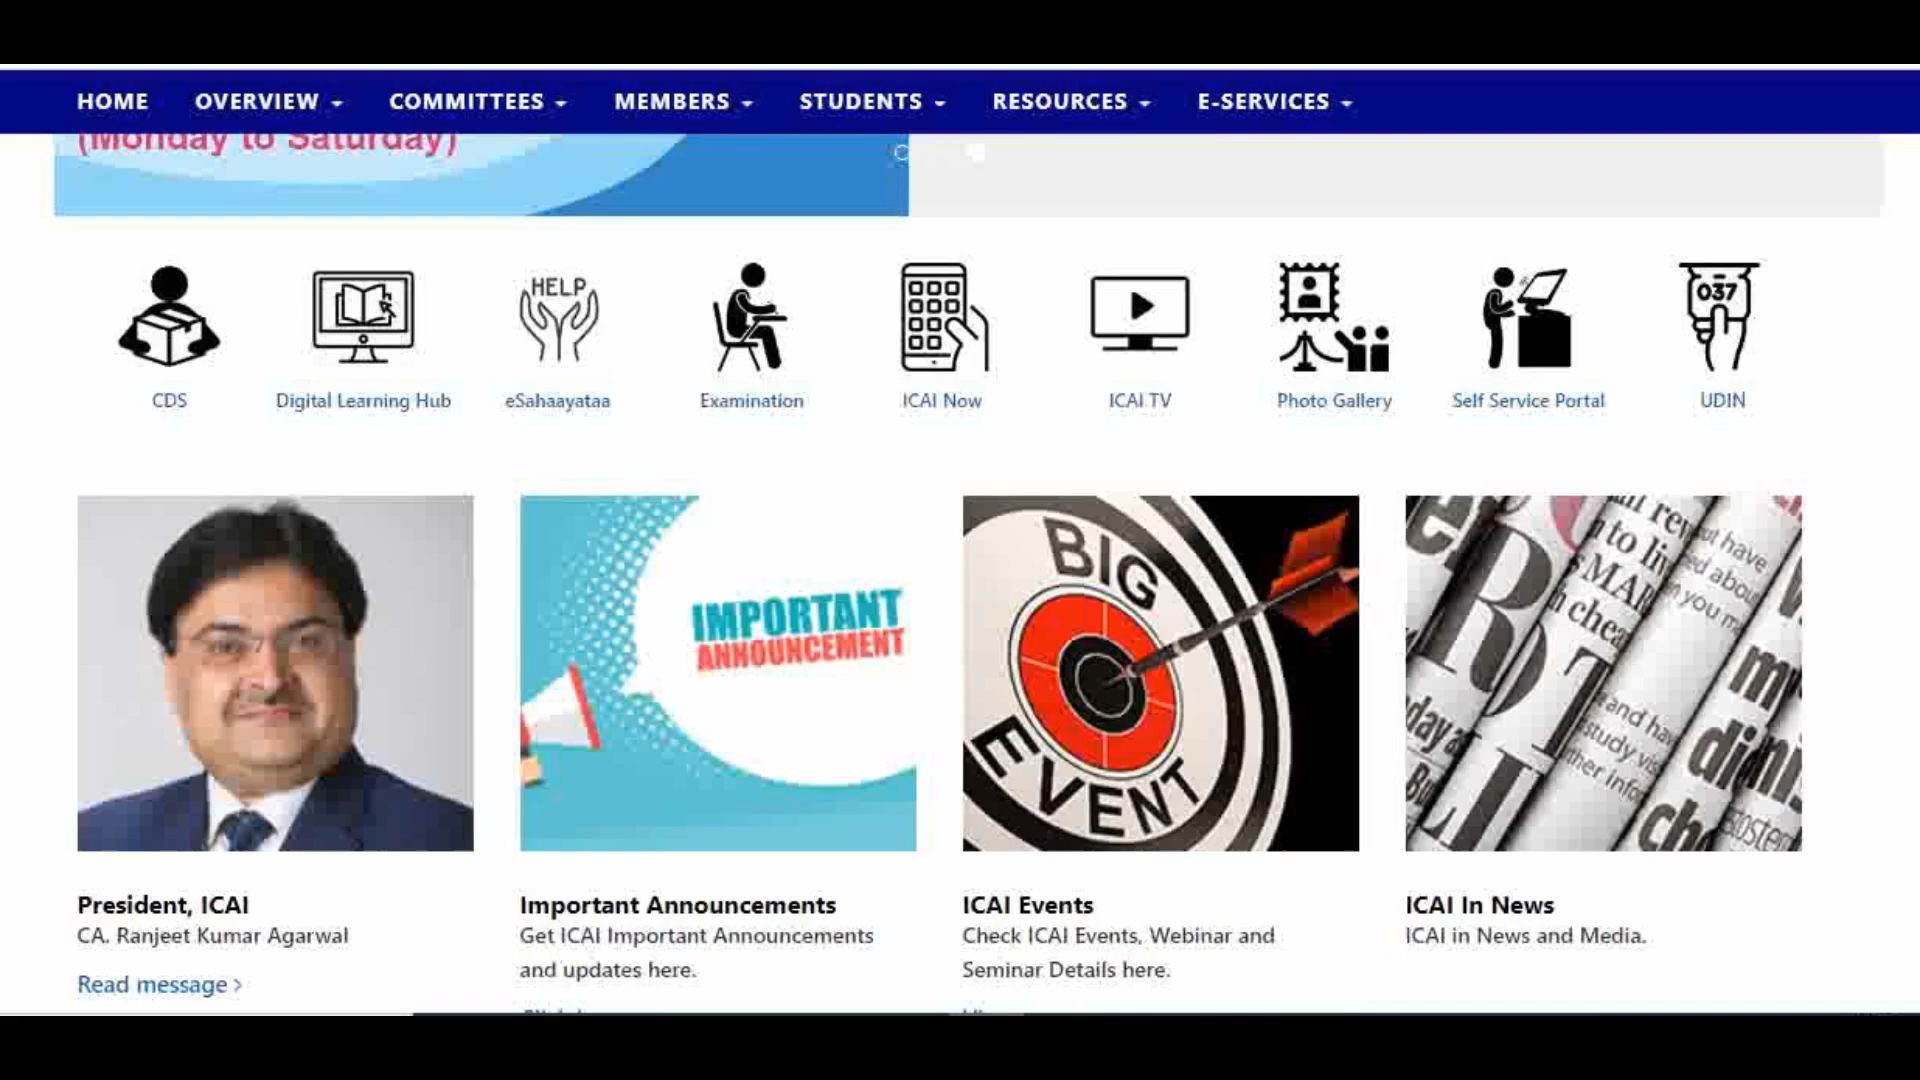 HOME OVERVIEW COMMITTEES MEMBERS STUDENTS RESOURCES E-SERVICES
(Monday to Saturday)
HELP
037
CDS Digital Learning Hub eSahaayataa Examination ICAI Now ICAI TV Photo Gallery Self Service Portal UDIN
IMPORTANT
ANNOUNCEMENT
BIG
EVENT
President, ICAI
CA. Ranjeet Kumar Agarwal
Read message >
Important Announcements
Get ICAI Important Announcements
and updates here.
ICAI Events
Check ICAI Events, Webinar and
Seminar Details here.
ICAI In News
ICAI in News and Media.